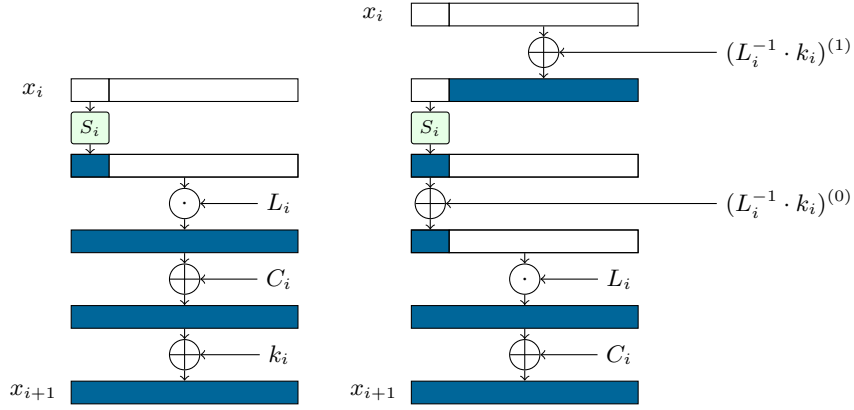 x_i
S_i
·
L_i
C_i
k_i
x_{i+1}
x_i
(L_i^{-1} · k_i)^{(1)}
S_i
(L_i^{-1} · k_i)^{(0)}
·
L_i
C_i
x_{i+1}